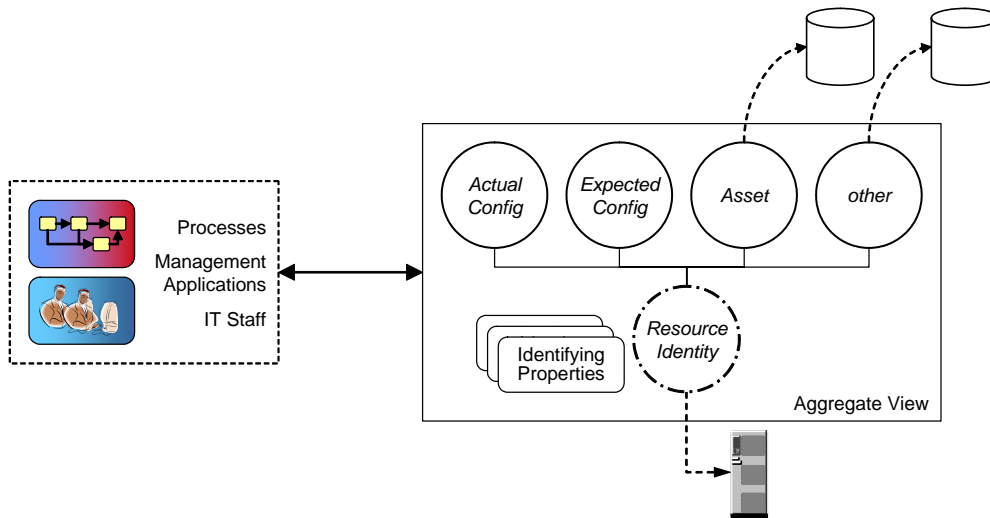 Actual
Config
Expected
Config
Asset
other
Processes
Management
Applications
IT Staff
Resource
Identity
Identifying
Properties
Aggregate View